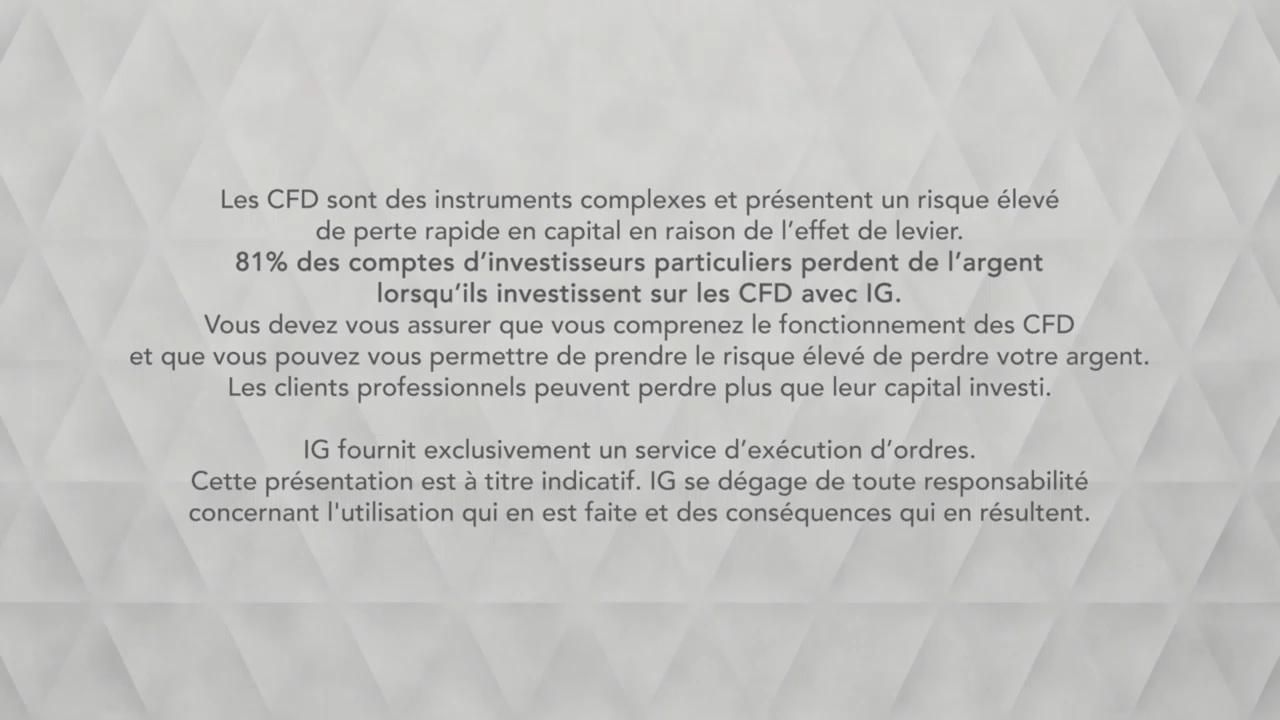 Les CFD sont des instruments complexes et présentent un risque élevé
de perte rapide en capital en raison de l’effet de levier.
81% des comptes d’investisseurs particuliers perdent de l’argent
lorsqu’ils investissent sur les CFD avec IG.
Vous devez vous assurer que vous comprenez le fonctionnement des CFD
et que vous pouvez vous permettre de prendre le risque élevé de perdre votre argent.
Les clients professionnels peuvent perdre plus que leur capital investi.
IG fournit exclusivement un service d’exécution d’ordres.
Cette présentation est à titre indicatif. IG se dégage de toute responsabilité
concernant l'utilisation qui en est faite et des conséquences qui en résultent.